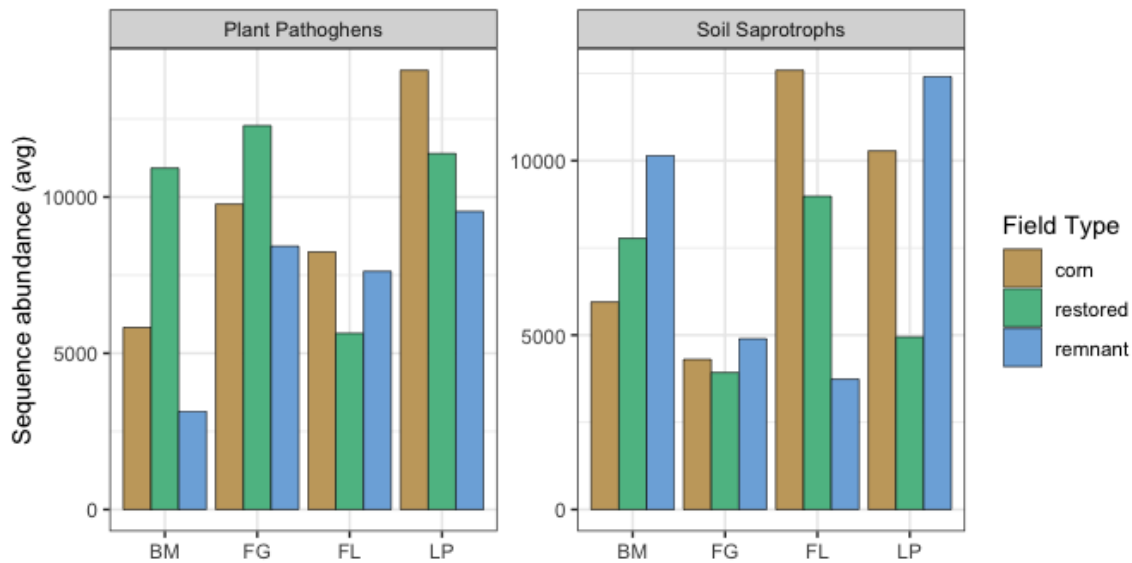 Plant Pathoghens
Soil Saprotrophs
Sequence abundance (avg)
10000
5000
0
10000
5000
0
BM FG FL LP
BM FG FL LP
Field Type
corn
restored
remnant